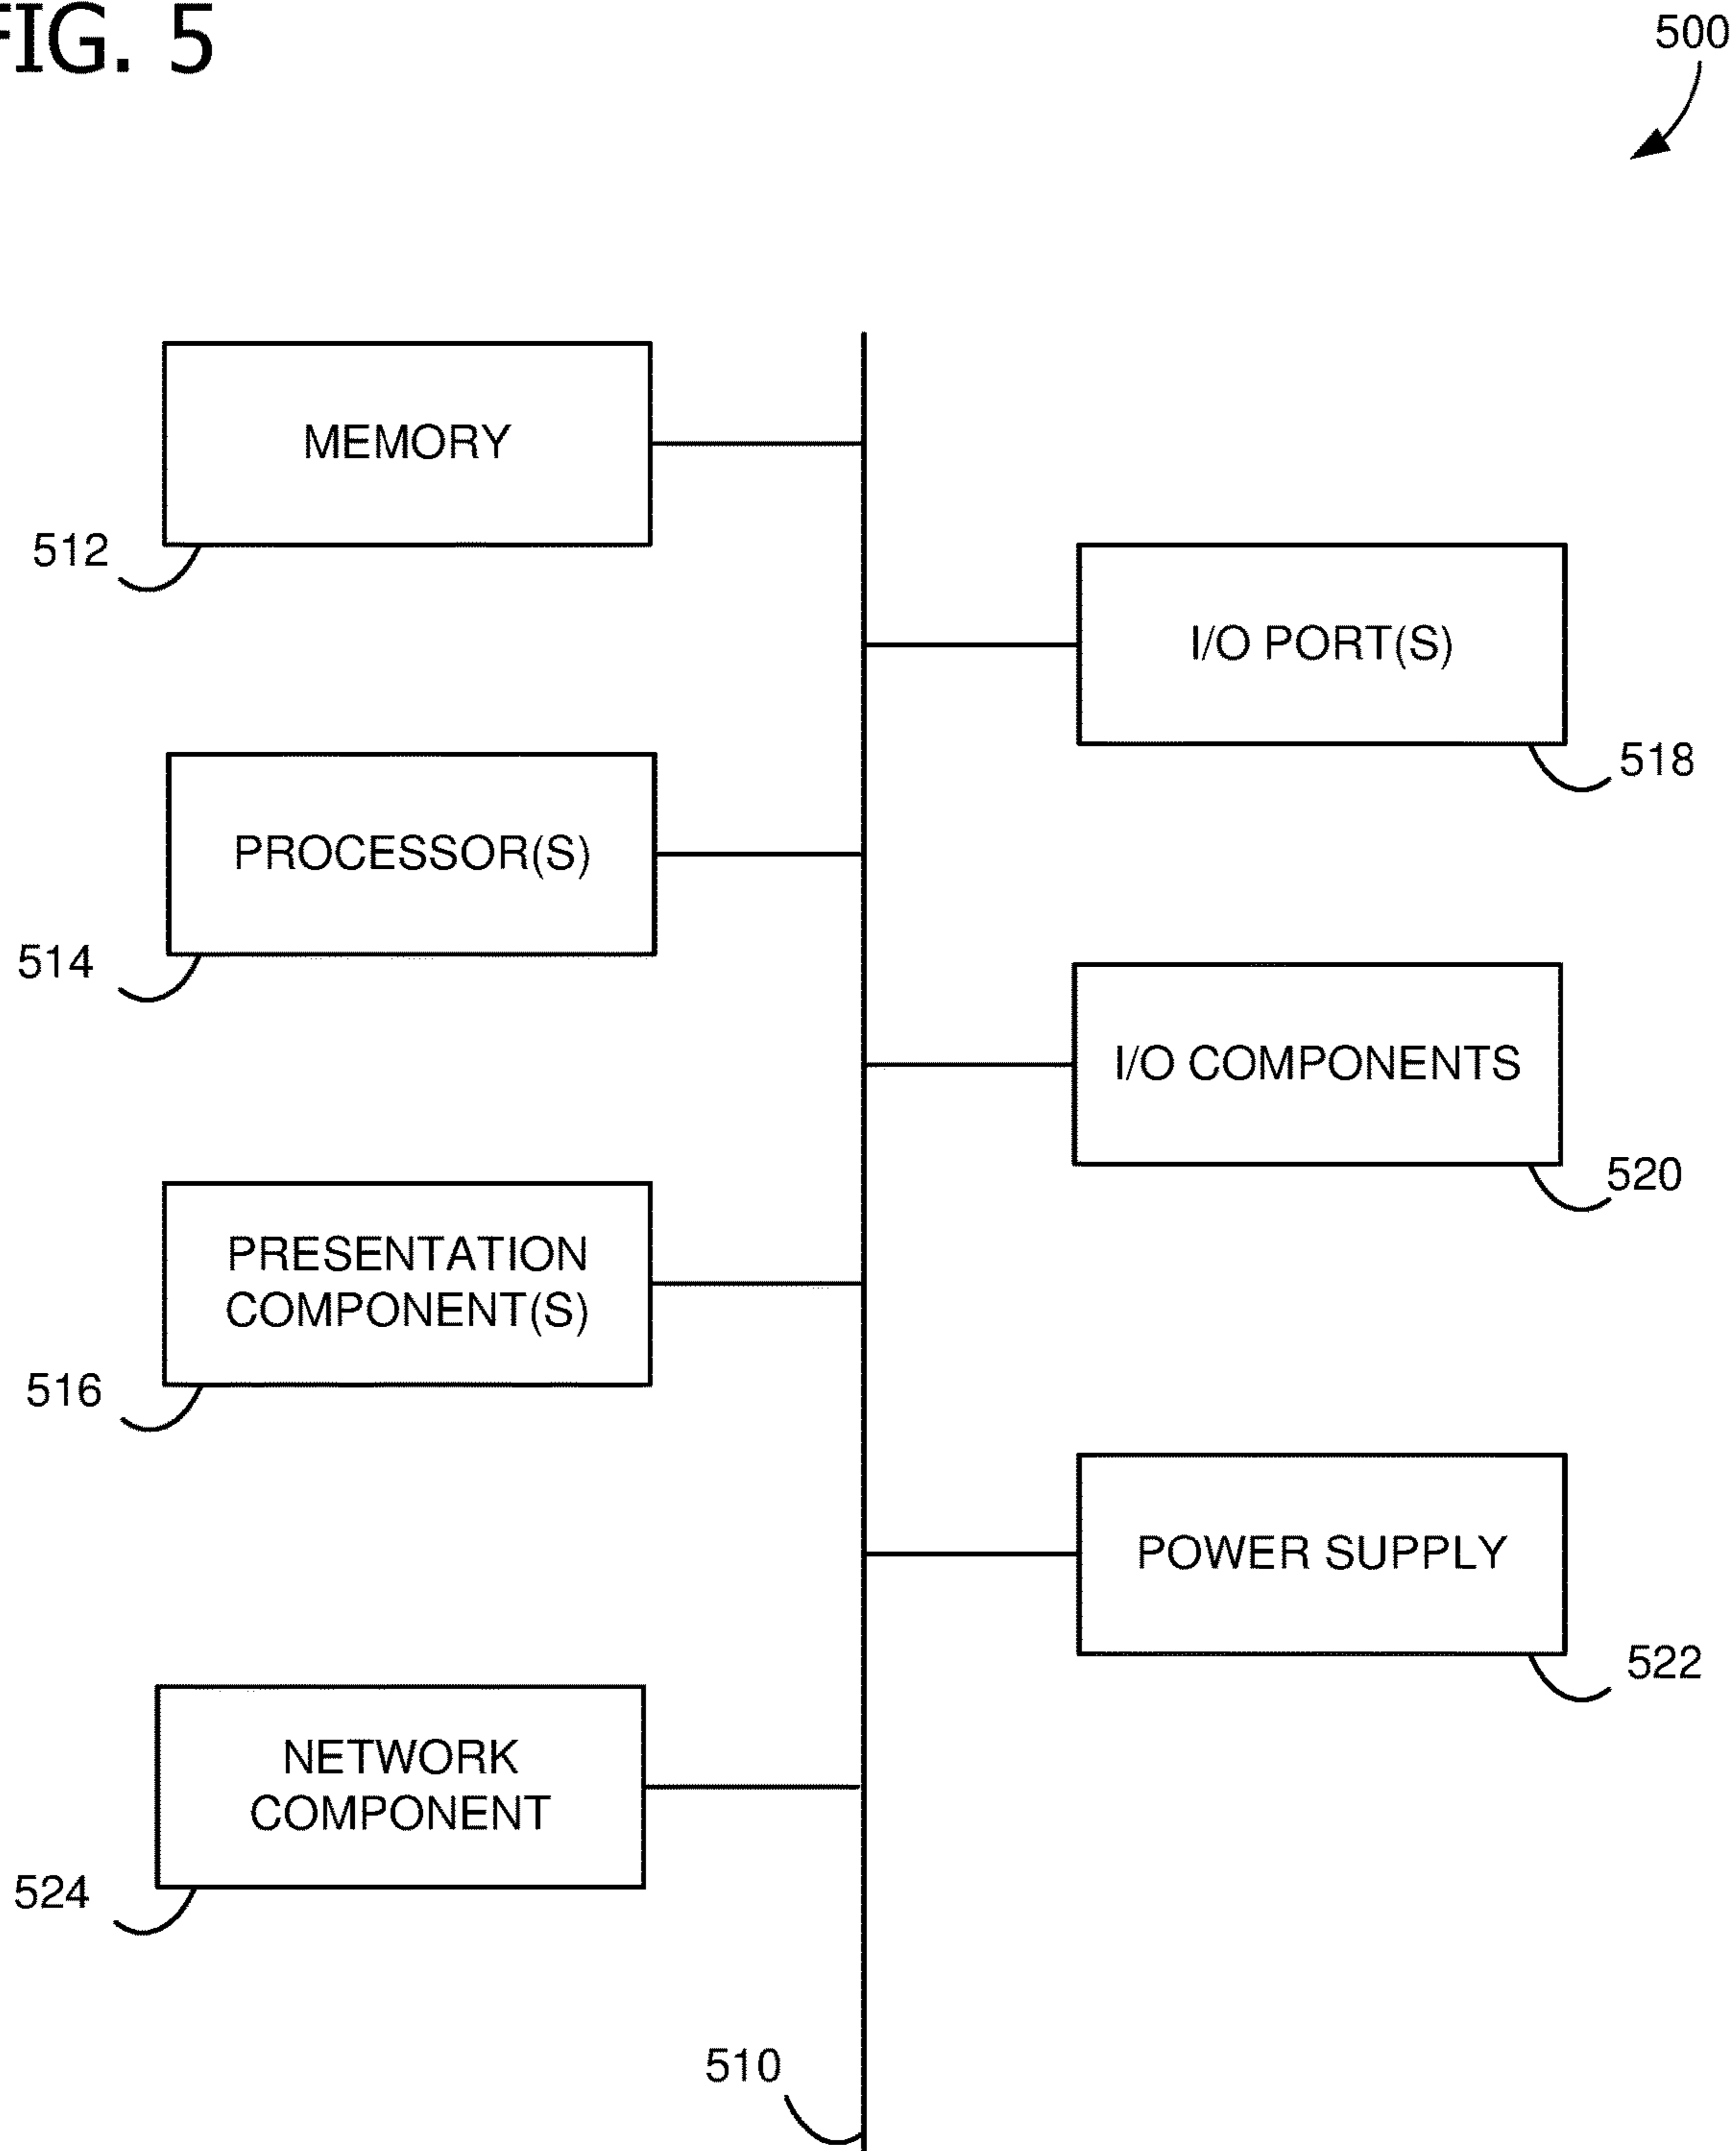 FIG. 5
500
MEMORY
512
I/O PORT(S)
518
PROCESSOR(S)
514
I/O COMPONENTS
520
PRESENTATION
COMPONENT(S)
516
POWER SUPPLY
522
NETWORK
COMPONENT
524
510